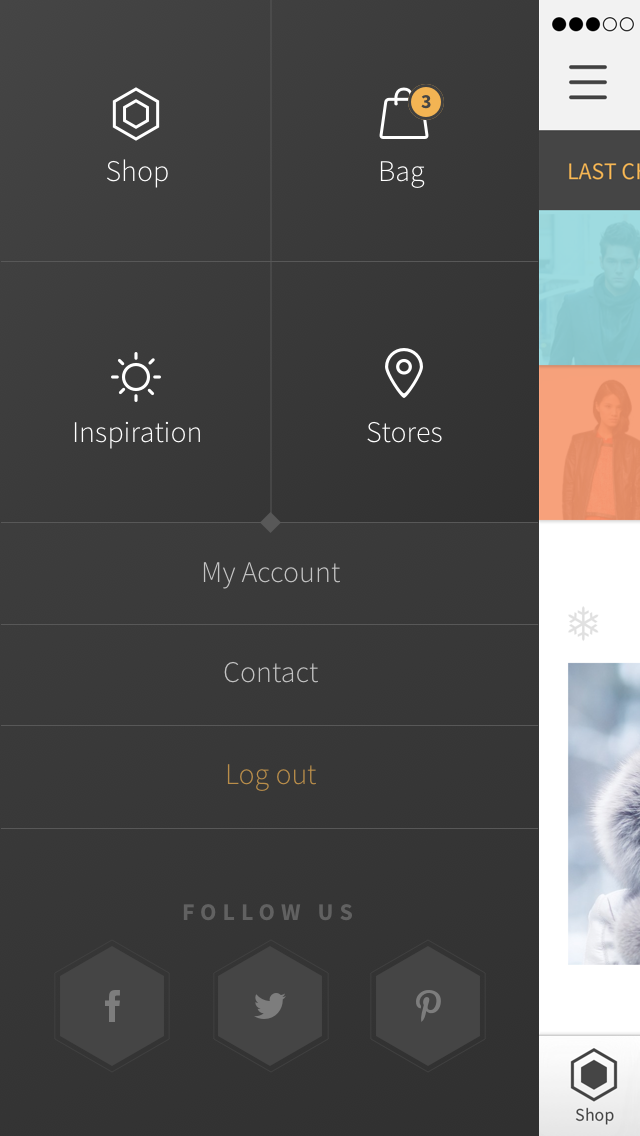 Shop
Bag
3
Inspiration
Stores
My Account
Contact
Log out
FOLLOW US
LAST
Shop